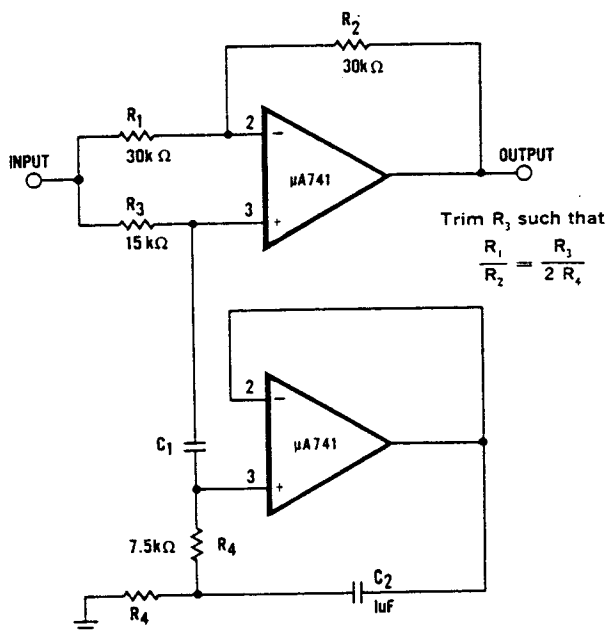 R2
30kΩ
R1
30kΩ
2
−
INPUT
μA741
OUTPUT
R3
15 kΩ
3
+
Trim R3 such that
R1/R2 = R3/2 R4
2
−
μA741
C1
3
+
7.5kΩ
R4
R4
C2
1uF